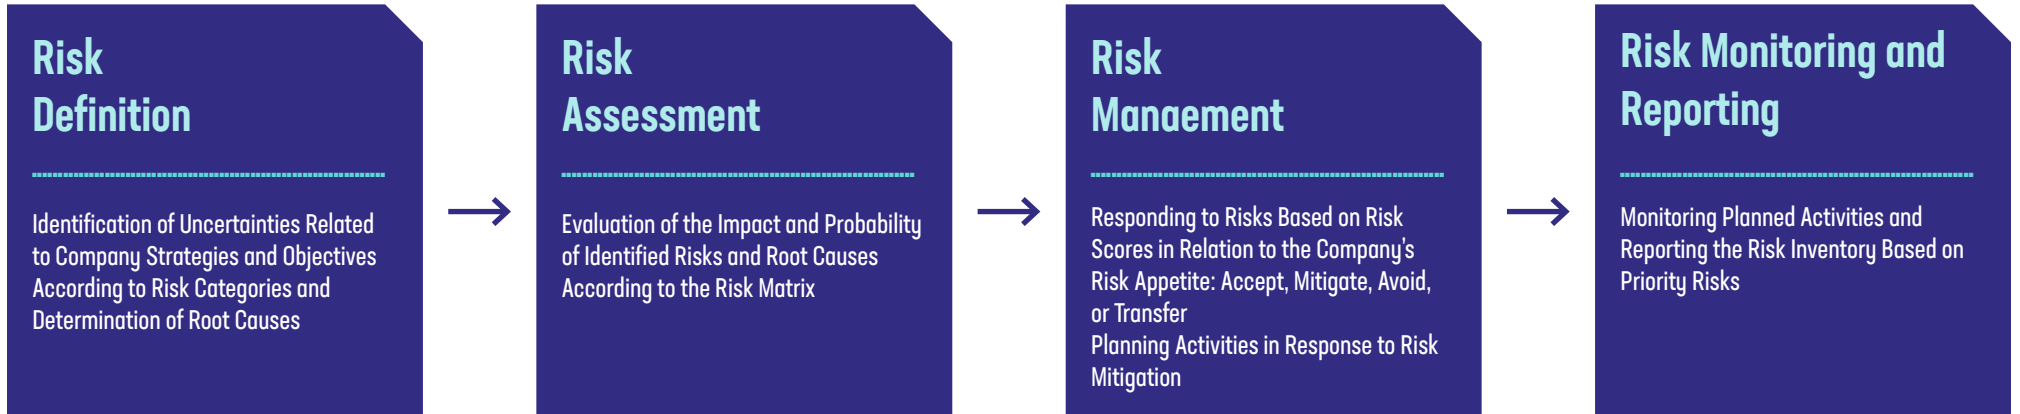 Risk
Definition
Identification of Uncertainties Related
to Company Strategies and Objectives
According to Risk Categories and
Determination of Root Causes
Risk
Assessment
Evaluation of the Impact and Probability
of Identified Risks and Root Causes
According to the Risk Matrix
Risk
Manaement
Responding to Risks Based on Risk
Scores in Relation to the Company's
Risk Appetite: Accept, Mitigate, Avoid,
or Transfer
Planning Activities in Response to Risk
Mitigation
Risk Monitoring and
Reporting
Monitoring Planned Activities and
Reporting the Risk Inventory Based on
Priority Risks